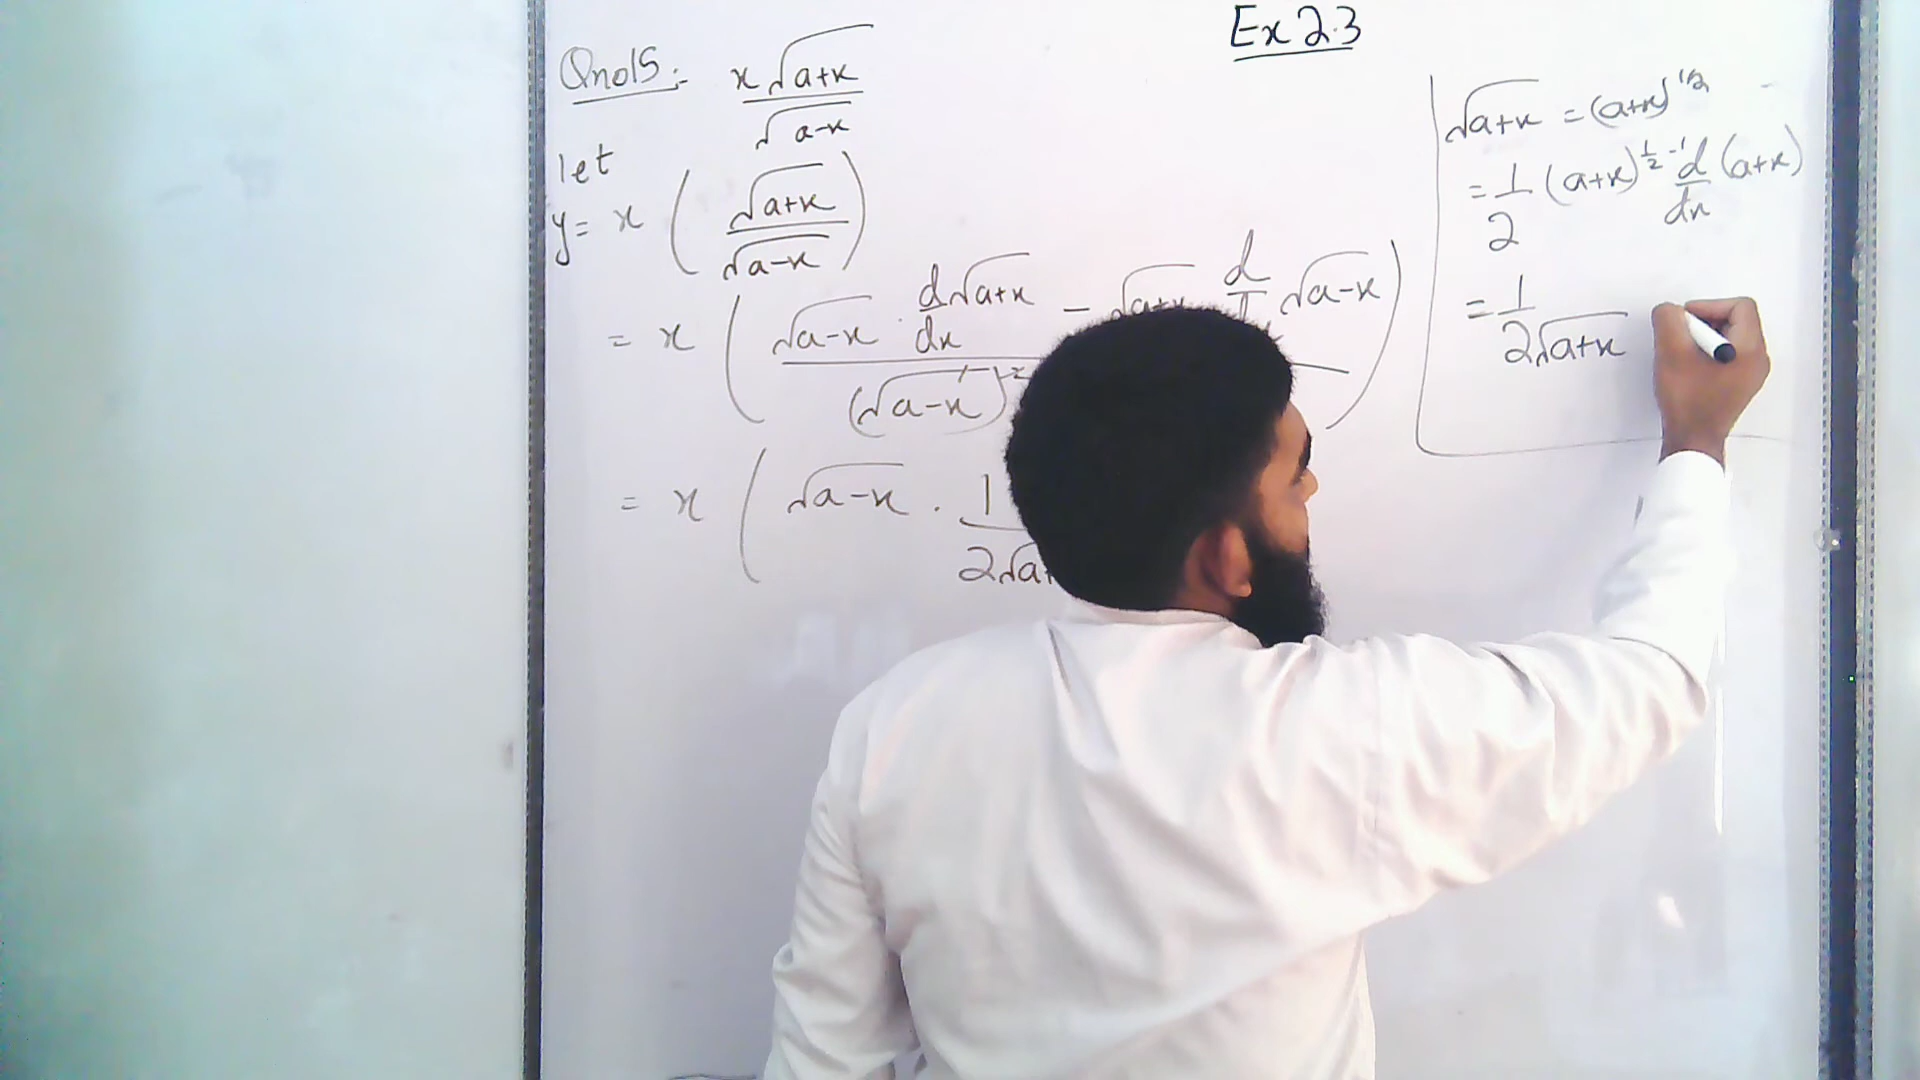 Ex 2.3
Qno15:- x√(a+x) / √(a-x)
let
y = x ( √(a+x) / √(a-x) )
= x ( √(a-x) . d/dx √(a+x) - √(a+x) d/ √(a-x) / (√(a-x))²
= x ( √(a-x) . 1 / 2√a
√(a+x) = (a+x)^1/2
= 1/2 (a+x)^(1/2 -1) d/dx (a+x)
= 1 / 2√(a+x)